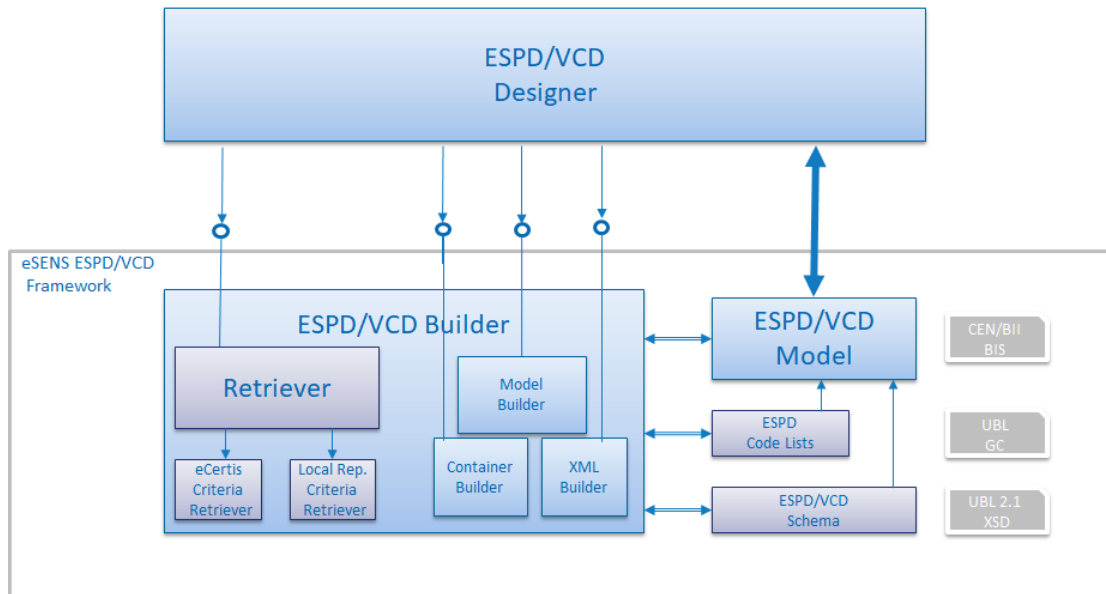 ESPD/VCD
Designer
eSENS ESPD/VCD
Framework
ESPD/VCD Builder
Retriever
eCertis
Criteria
Retriever
Local Rep.
Criteria
Retriever
Model
Builder
Container
Builder
XML
Builder
ESPD/VCD
Model
ESPD
Code Lists
ESPD/VCD
Schema
CEN/BII
BIS
UBL
GC
UBL 2.1
XSD